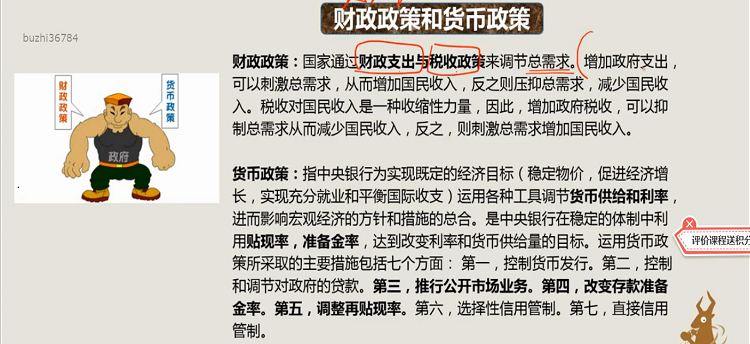 财政政策和货币政策
buzhi36784
财政政策：国家通过财政支出与税收政策来调节总需求。增加政府支出，
可以刺激总需求，从而增加国民收入，反之则压抑总需求，减少国民收
入。税收对国民收入是一种收缩性力量，因此，增加政府税收，可以抑
制总需求从而减少国民收入，反之，则刺激总需求增加国民收入。
财政政策
货币政策
政府
货币政策：指中央银行为实现既定的经济目标（稳定物价，促进经济增
长，实现充分就业和平衡国际收支）运用各种工具调节货币供给和利率，
进而影响宏观经济的方针和措施的总合。是中央银行在稳定的体制中利
用贴现率，准备金率，达到改变利率和货币供给量的目标。运用货币政
策所采取的主要措施包括七个方面： 第一，控制货币发行。第二，控制
和调节对政府的贷款。第三，推行公开市场业务。第四，改变存款准备
金率。第五，调整再贴现率。第六，选择性信用管制。第七，直接信用
管制。
评价课程送积分